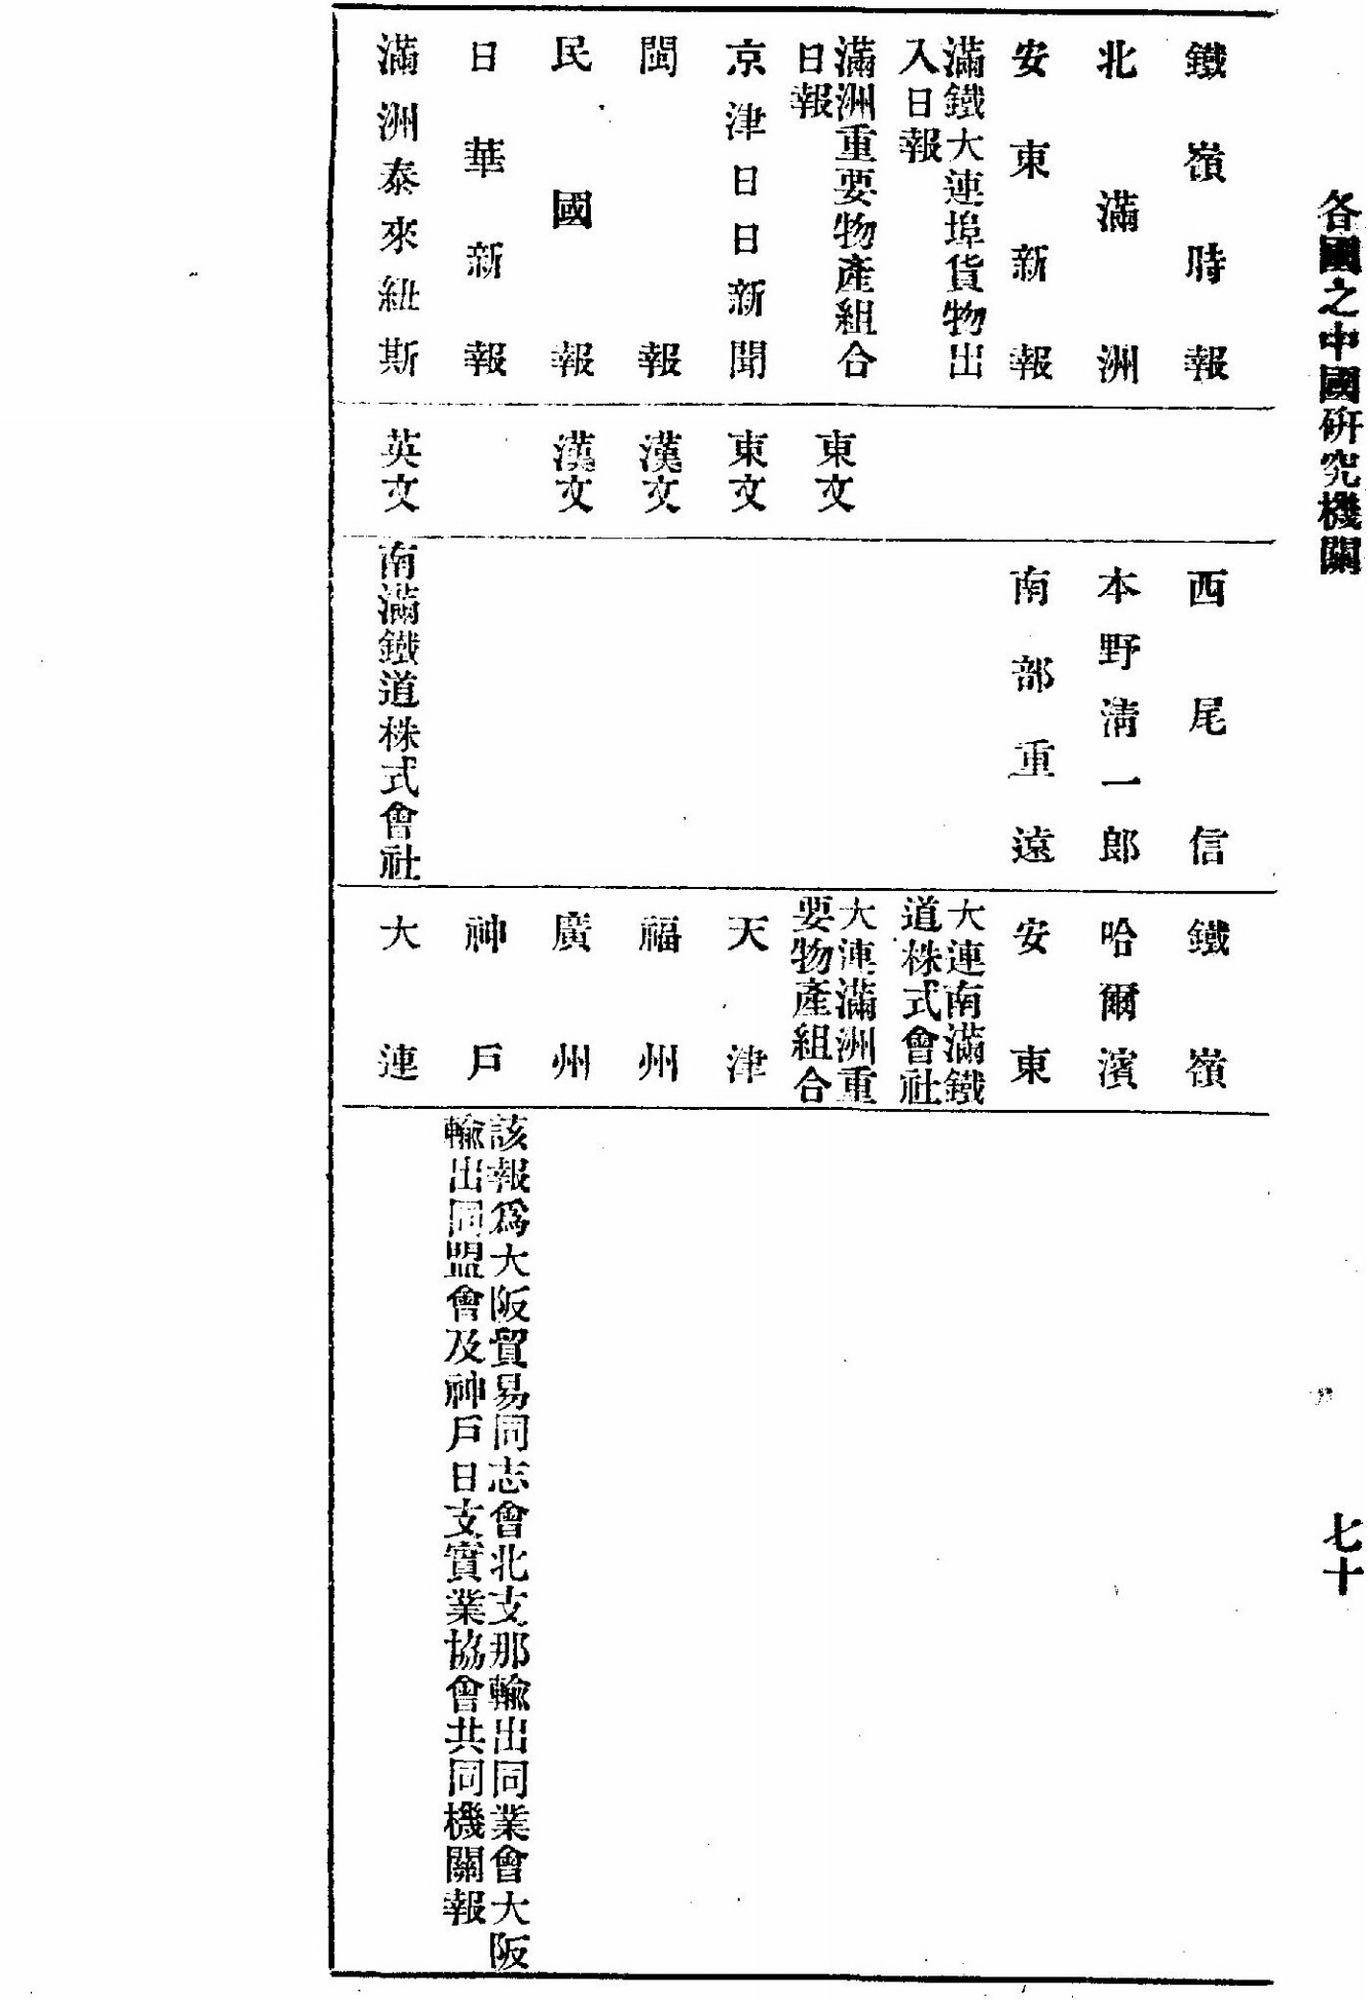 各國之中國研究機關
七十
鐵嶺時報
西尾信
鐵嶺
北滿洲
本野清一郎
哈爾濱
安東新報
南部重遠
安東
滿鐵大連埠貨物出
入日報
大連南滿鐵
道株式會社
滿洲重要物產組合
日報
東文
大連滿洲重
要物產組合
京津日日新聞
東文
天津
閩報
漢文
福州
民國報
漢文
廣州
日華新報
神戶
該報爲大阪貿易同志會北支那輸出同業會大阪
輸出同盟會及神戶日支實業協會共同機關報
滿洲泰來紐斯
英文
南滿鐵道株式會社
大連